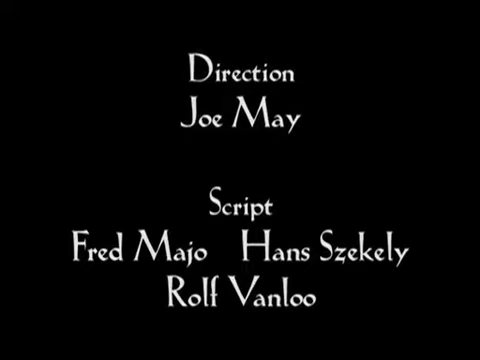 Direction
Joe May
Script
Fred Majo Hans Szekely
Rolf Vanloo